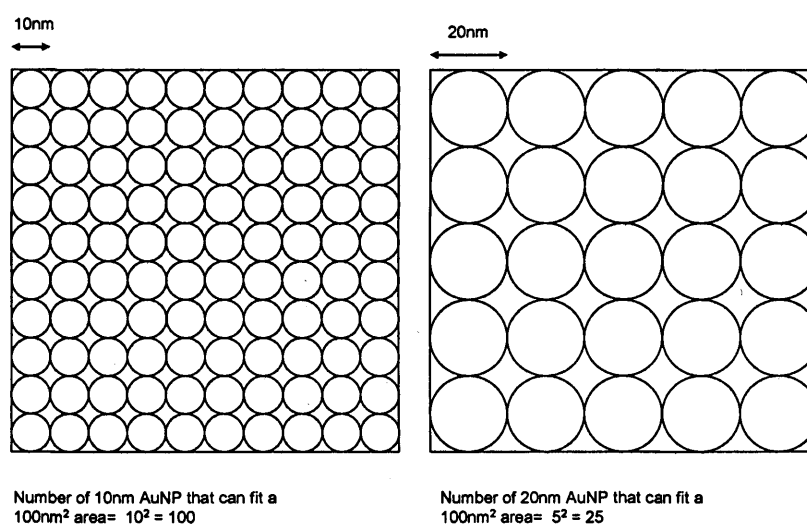 10nm
20nm
Number of 10nm AuNP that can fit a
100nm² area= 10² = 100
Number of 20nm AuNP that can fit a
100nm² area= 5² = 25